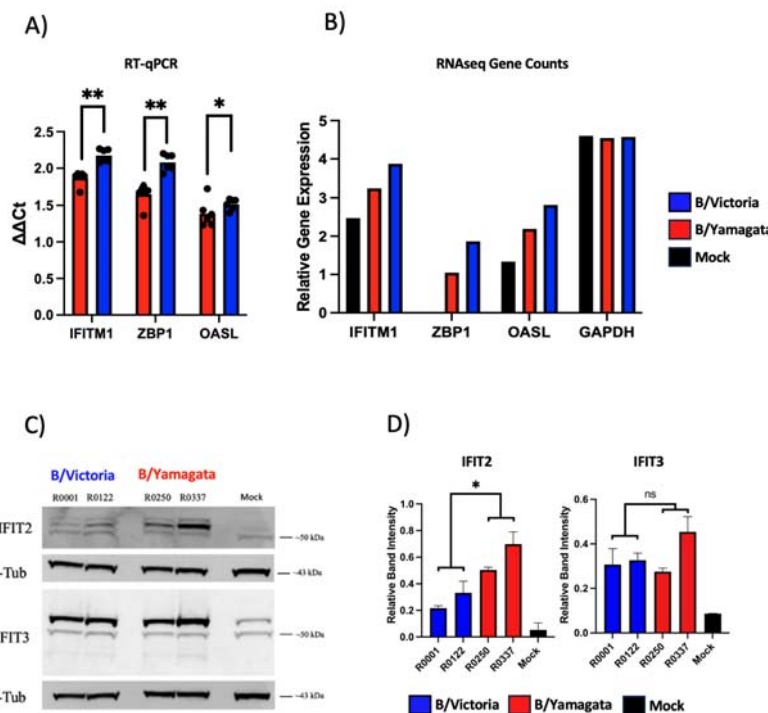 A)
B)
RT-qPCR
RNAseq Gene Counts
** ** *
ΔΔCt
2.5
2.0
1.5
1.0
0.5
0.0
IFITM1 ZBP1 OASL
Relative Gene Expression
5
4
3
2
1
0
IFITM1 ZBP1 OASL GAPDH
B/Victoria
B/Yamagata
Mock
C)
D)
B/Victoria B/Yamagata
R0001 R0122 R0250 R0337 Mock
IFIT2
~50 kDa
-Tub
~43 kDa
FIT3
~50 kDa
-Tub
~43 kDa
IFIT2
*
Relative Band Intensity
1.0
0.8
0.6
0.4
0.2
0.0
R0001 R0122 R0250 R0337 Mock
IFIT3
ns
Relative Band Intensity
0.6
0.4
0.2
0.0
R0001 R0122 R0250 R0337 Mock
B/Victoria B/Yamagata Mock